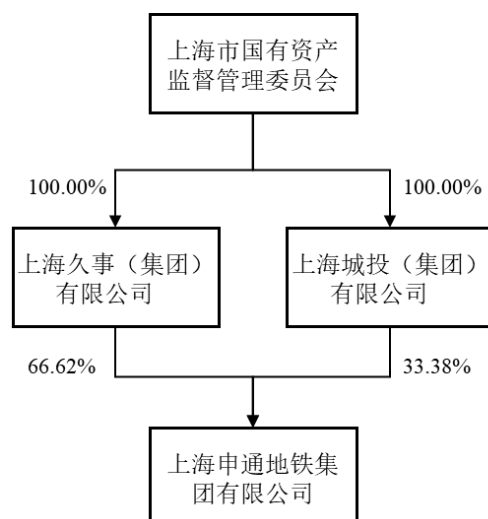 上海市国有资产
监督管理委员会
100.00%
100.00%
上海久事（集团）
有限公司
上海城投（集团）
有限公司
66.62%
33.38%
上海申通地铁集
团有限公司